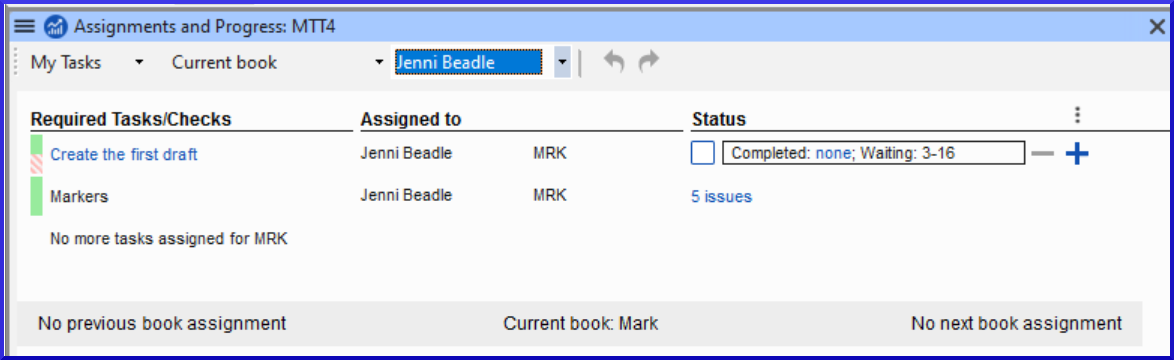 Assignments and Progress: MTT4
My Tasks Current book Jenni Beadle
Required Tasks/Checks Assigned to Status
Create the first draft Jenni Beadle MRK Completed: none; Waiting: 3-16
Markers Jenni Beadle MRK 5 issues
No more tasks assigned for MRK
No previous book assignment Current book: Mark No next book assignment